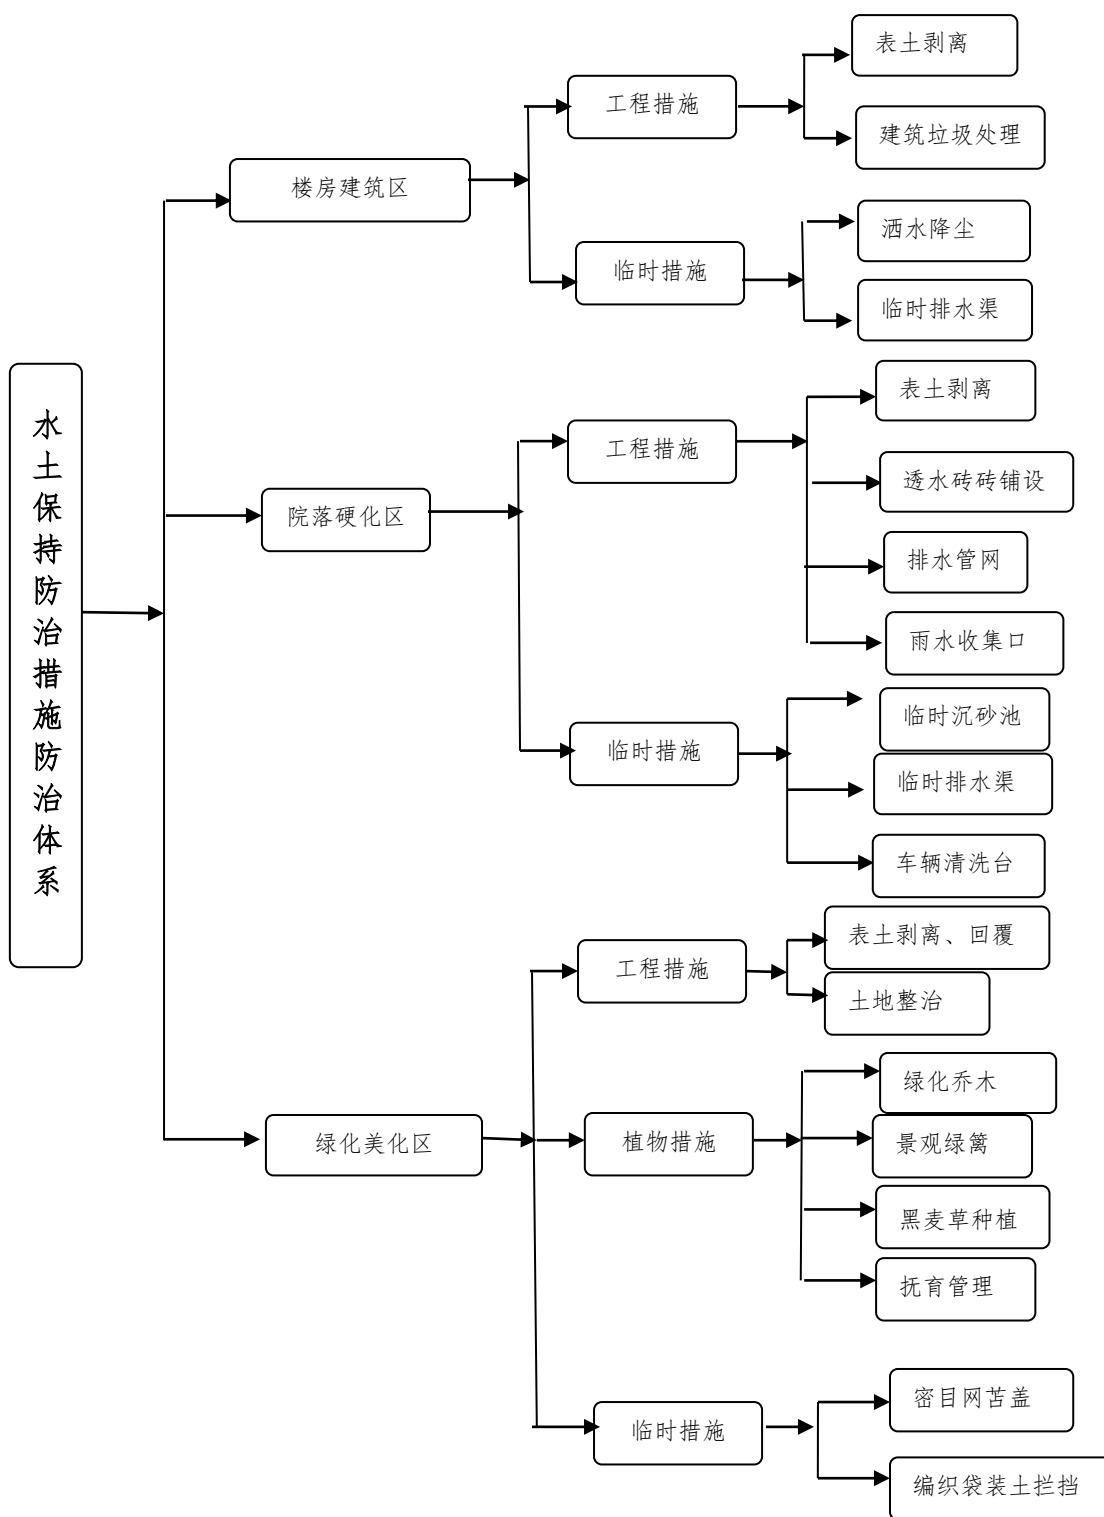 水土保持防治措施防治体系
楼房建筑区
工程措施
表土剥离
建筑垃圾处理
临时措施
洒水降尘
临时排水渠
院落硬化区
工程措施
表土剥离
透水砖砖铺设
排水管网
雨水收集口
临时措施
临时沉砂池
临时排水渠
车辆清洗台
绿化美化区
工程措施
表土剥离、回覆
土地整治
植物措施
绿化乔木
景观绿篱
黑麦草种植
抚育管理
临时措施
密目网苫盖
编织袋装土拦挡